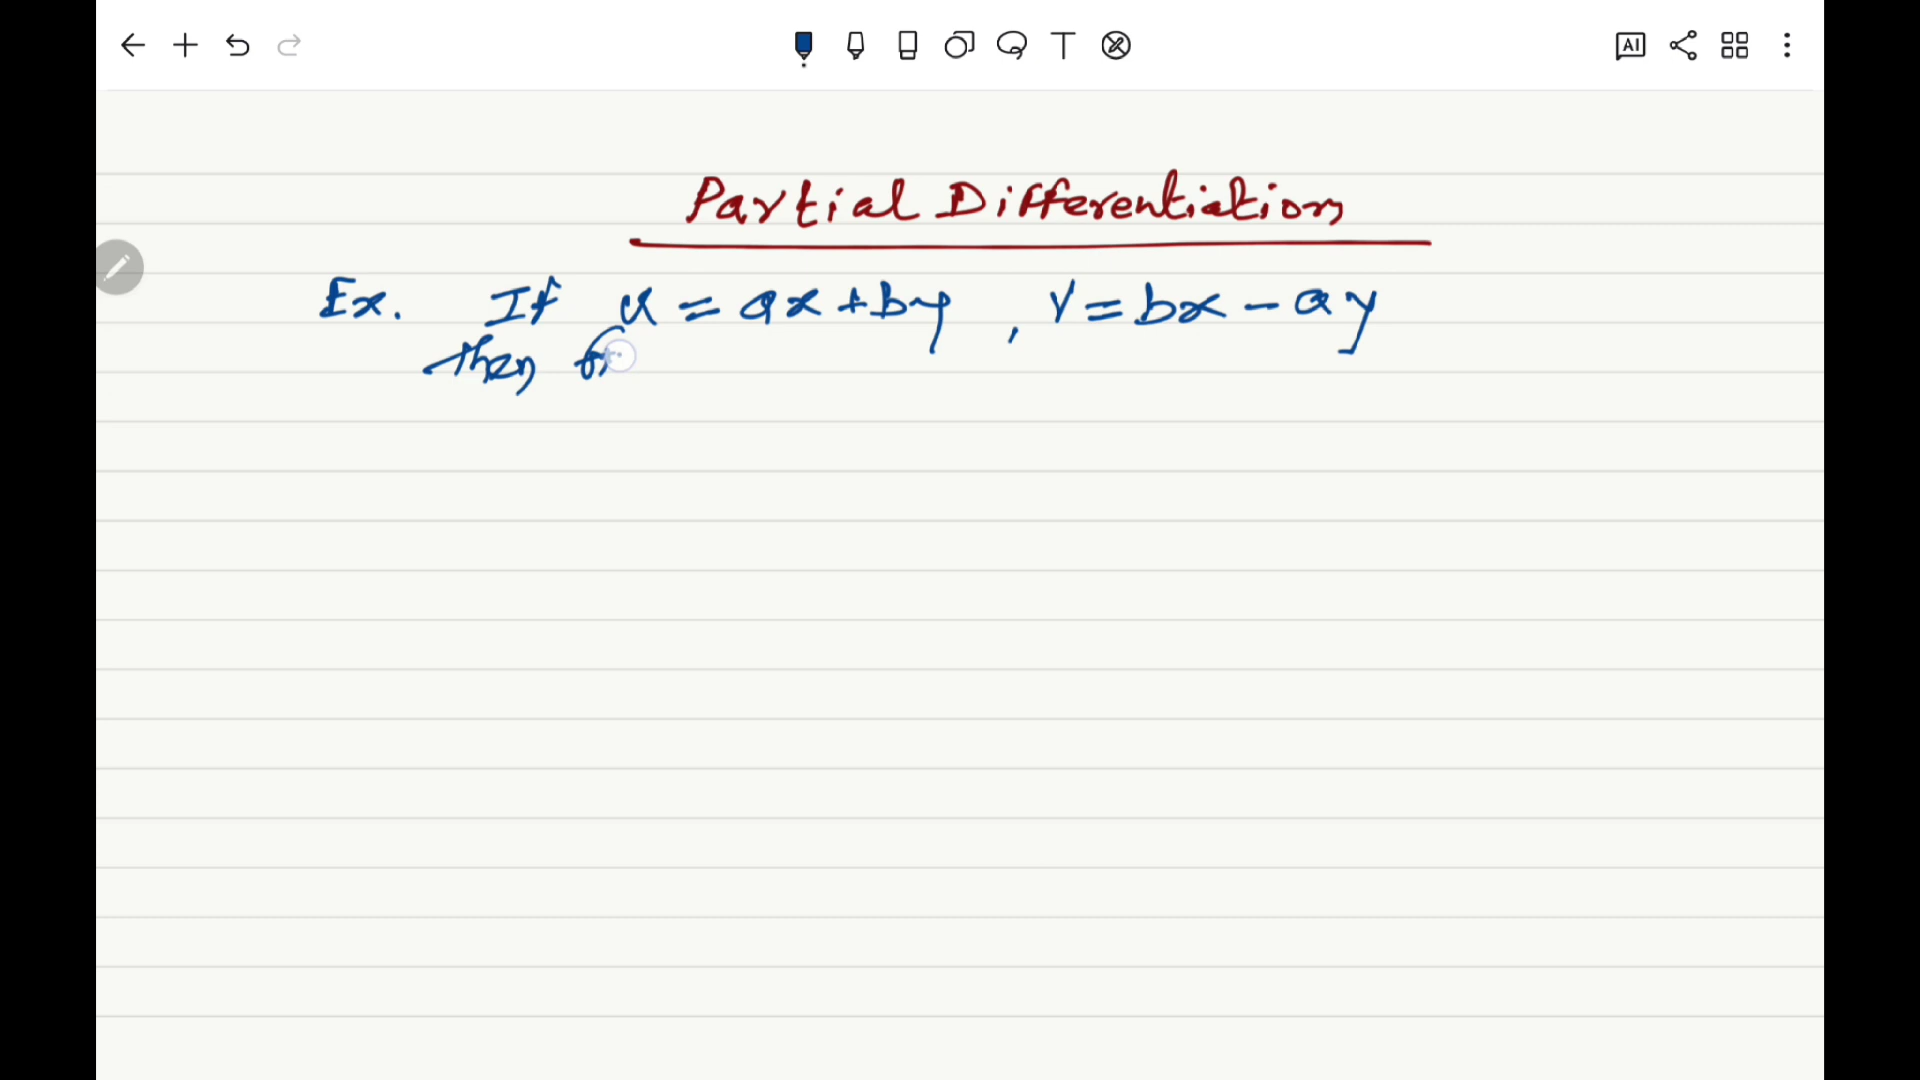 Partial Differentiation
Ex. If u = ax + by , v = bx - ay
then